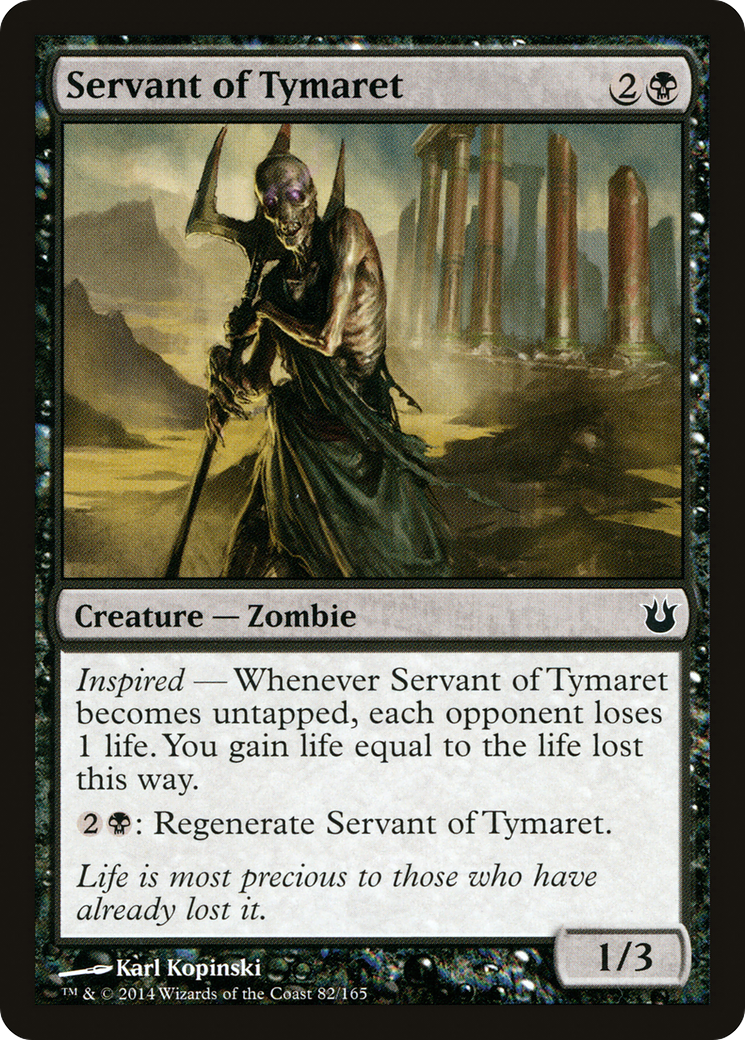 Servant of Tymaret 2
Creature — Zombie
Inspired — Whenever Servant of Tymaret
becomes untapped, each opponent loses
1 life. You gain life equal to the life lost
this way.
2: Regenerate Servant of Tymaret.
Life is most precious to those who have
already lost it.
1/3
Karl Kopinski
™ & © 2014 Wizards of the Coast 82/165